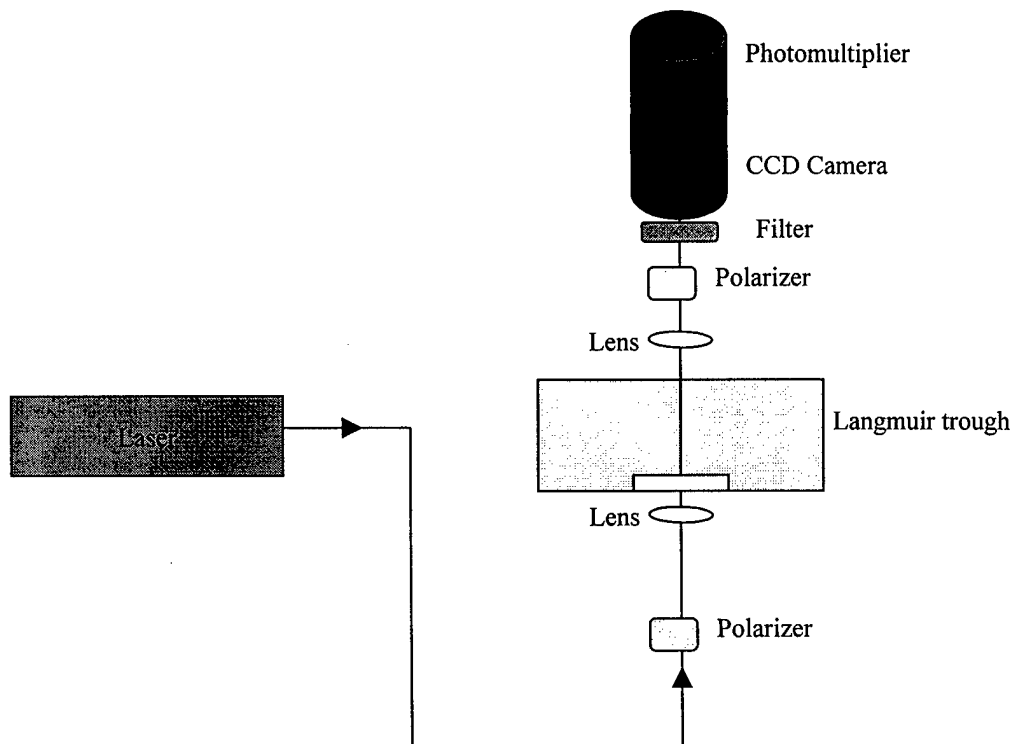 Photomultiplier
CCD Camera
Filter
Polarizer
Lens
Laser
Langmuir trough
Lens
Polarizer